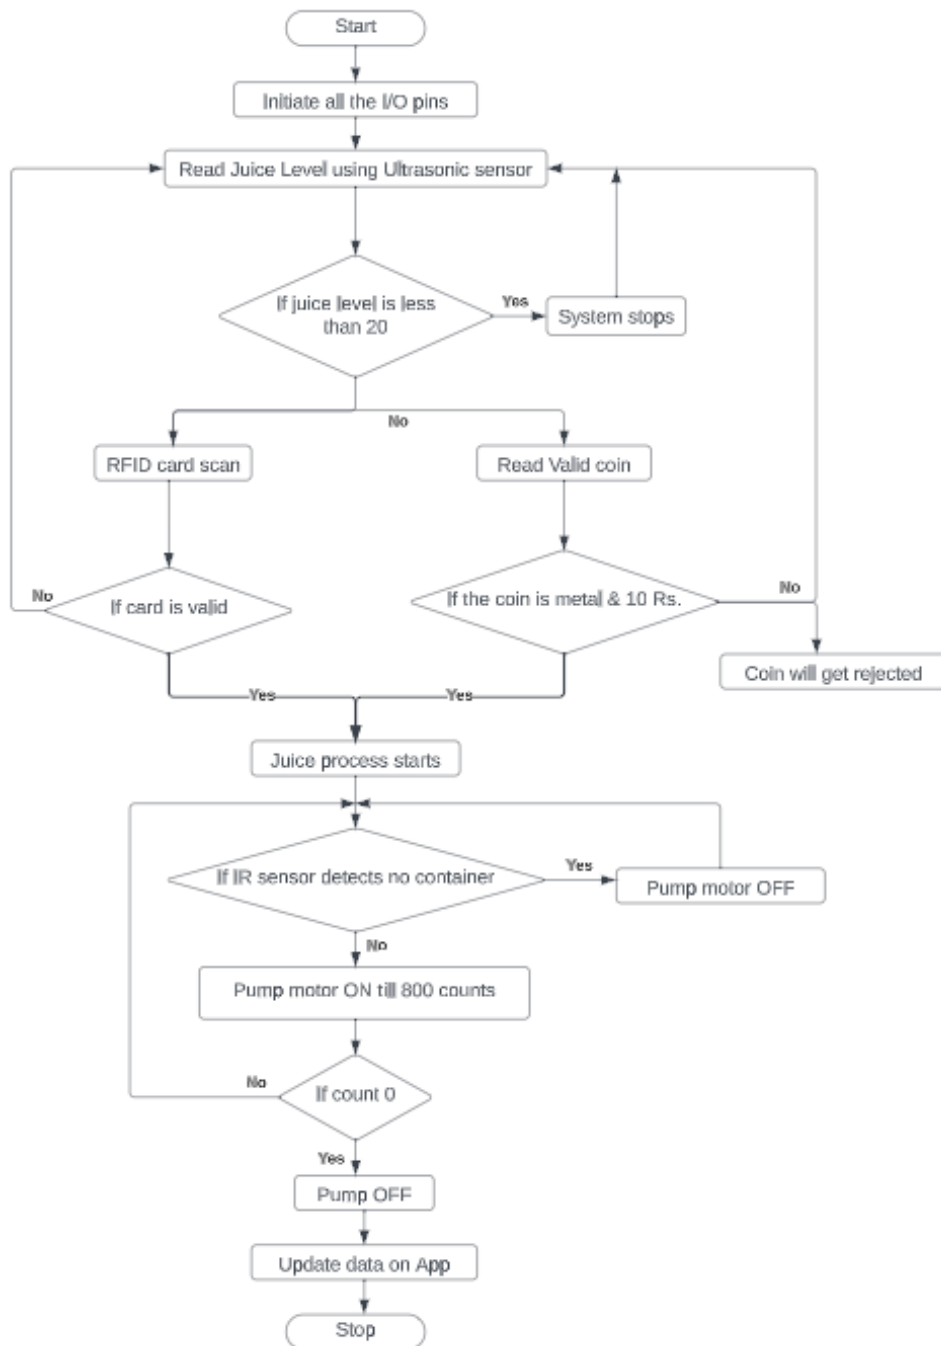 Start
Initiate all the I/O pins
Read Juice Level using Ultrasonic sensor
If juice level is less
than 20
Yes
System stops
No
RFID card scan
Read Valid coin
No
If card is valid
If the coin is metal & 10 Rs.
No
Coin will get rejected
Yes
Yes
Juice process starts
If IR sensor detects no container
Yes
Pump motor OFF
No
Pump motor ON till 800 counts
No
If count 0
Yes
Pump OFF
Update data on App
Stop